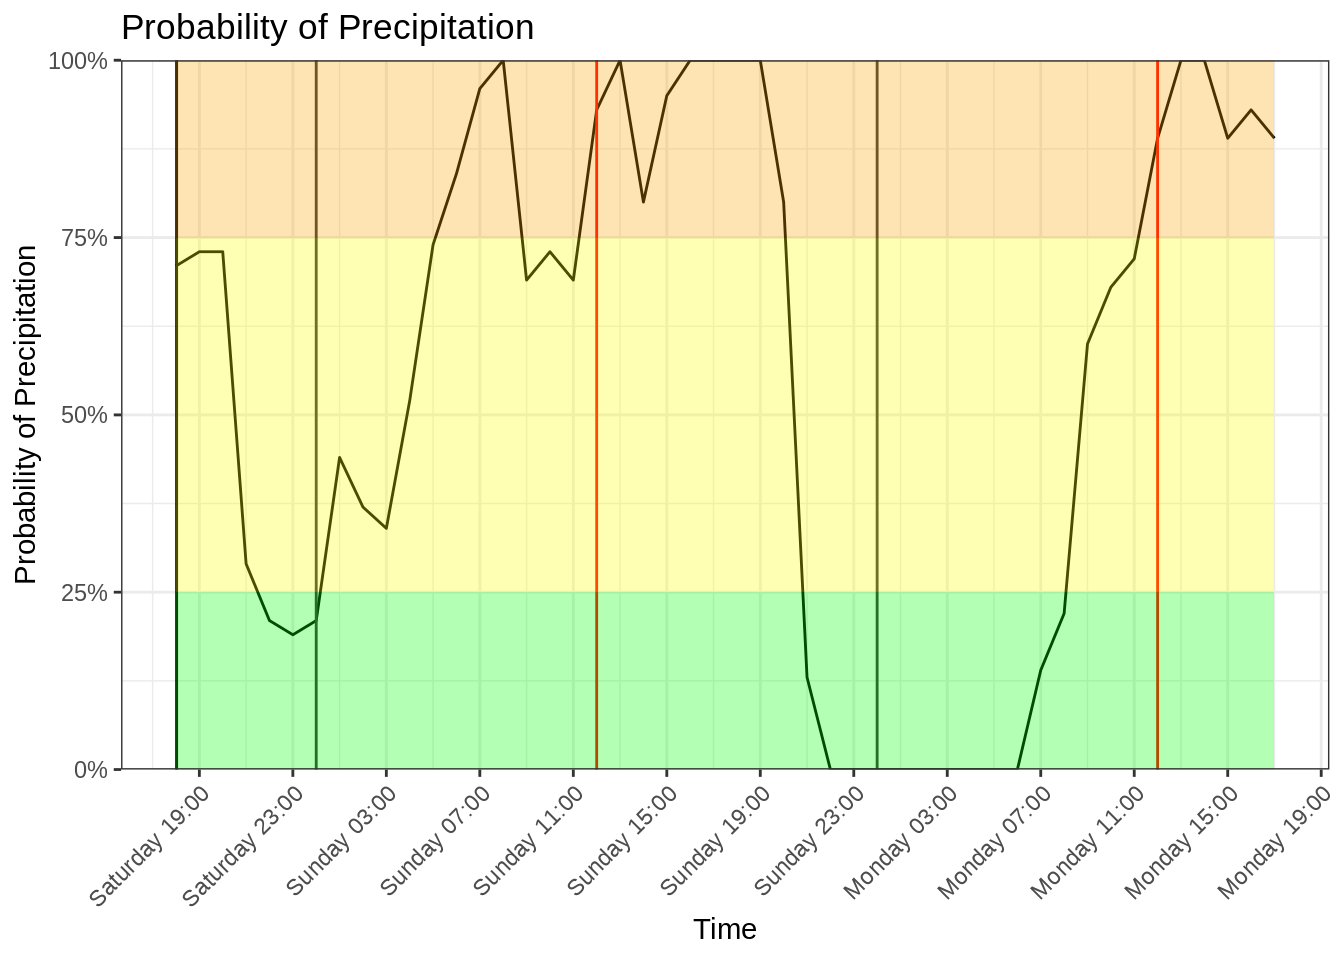 Probability of Precipitation
Probability of Precipitation
100%
75%
50%
25%
0%
Saturday 19:00
Saturday 23:00
Sunday 03:00
Sunday 07:00
Sunday 11:00
Sunday 15:00
Sunday 19:00
Sunday 23:00
Monday 03:00
Monday 07:00
Monday 11:00
Monday 15:00
Monday 19:00
Time